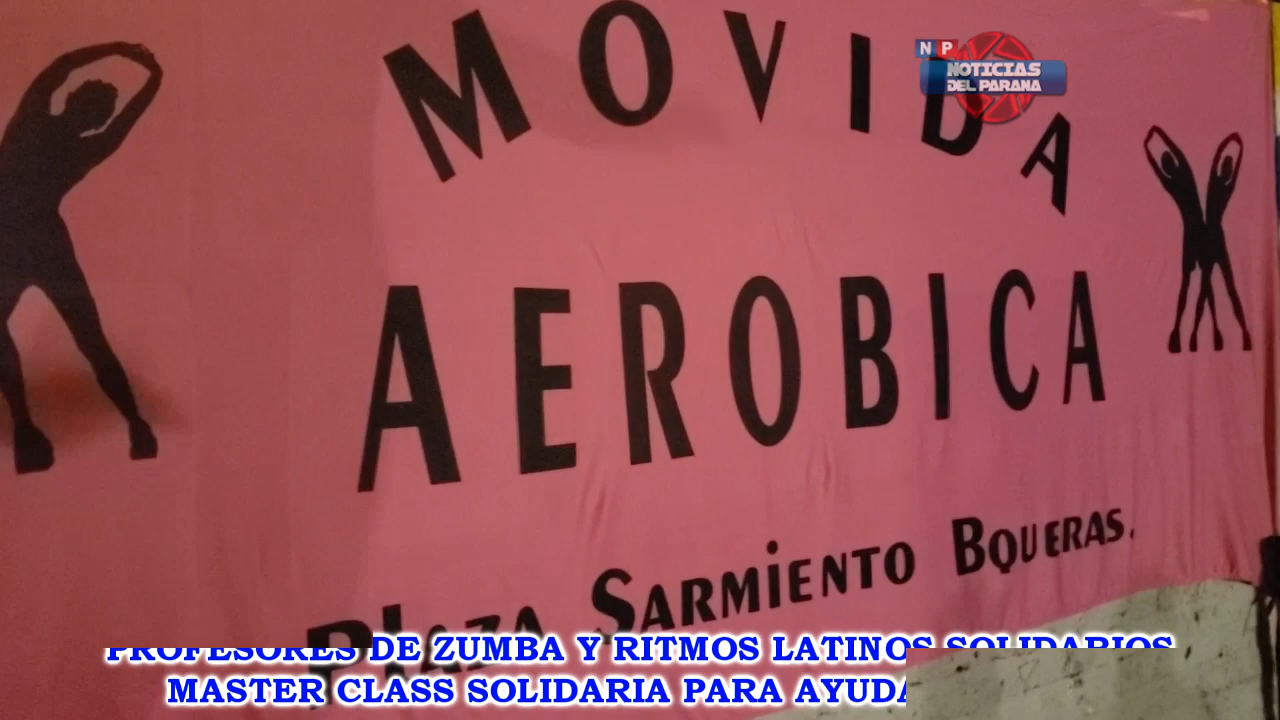 MOVIDA
NP
NOTICIAS
DEL PARANA
AEROBICA
PLAZA SARMIENTO BQUERAS.
PROFESORES DE ZUMBA Y RITMOS LATINOS SOLIDARIOS
MASTER CLASS SOLIDARIA PARA AYUDA